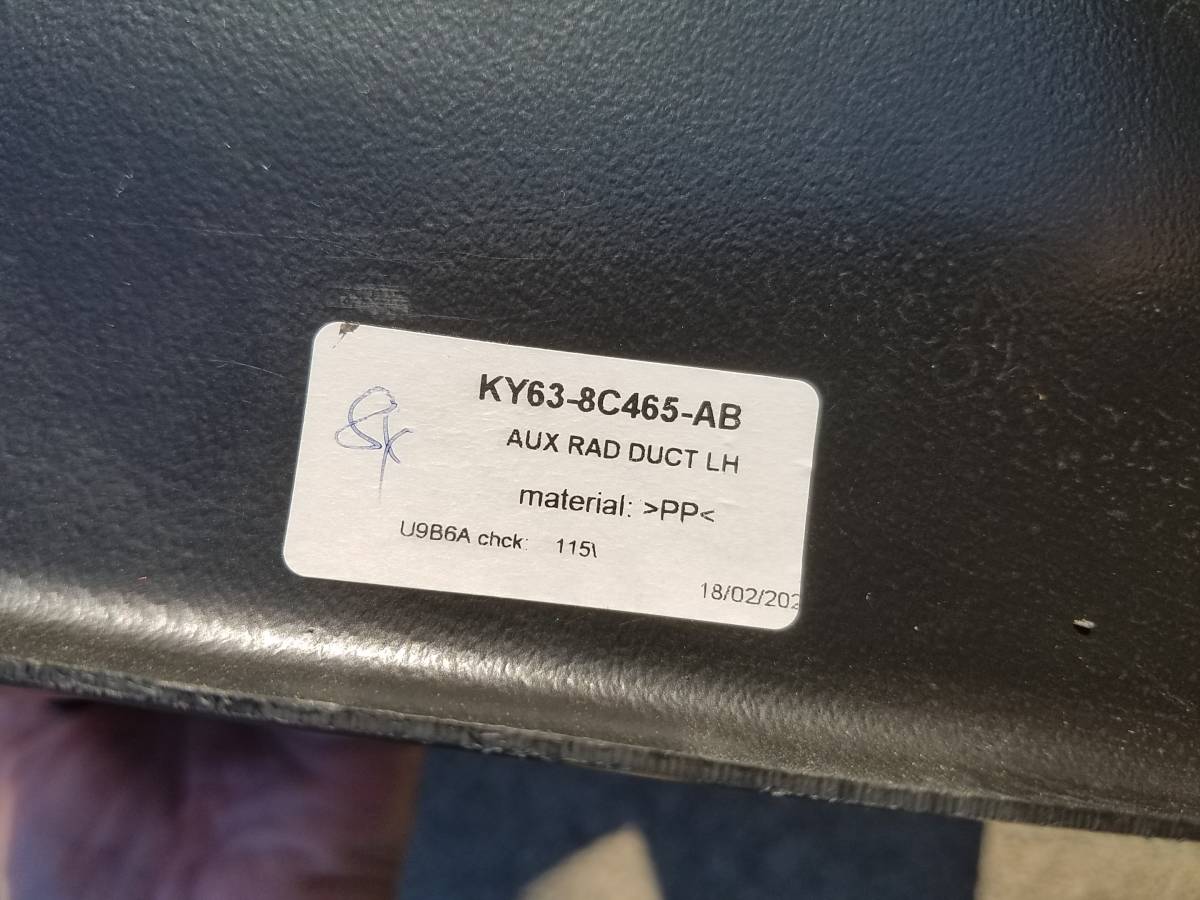 KY63-8C465-AB
AUX RAD DUCT LH
material: >PP<
U9B6A chck: 115\
18/02/202